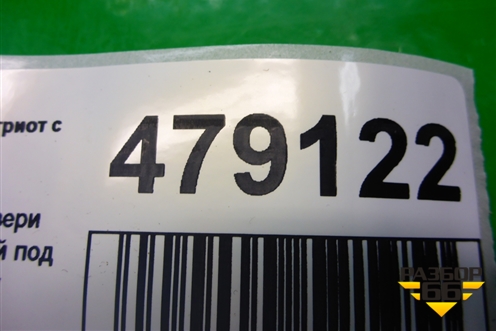 триот с
479122
вери
й под
РАЗБОР
66